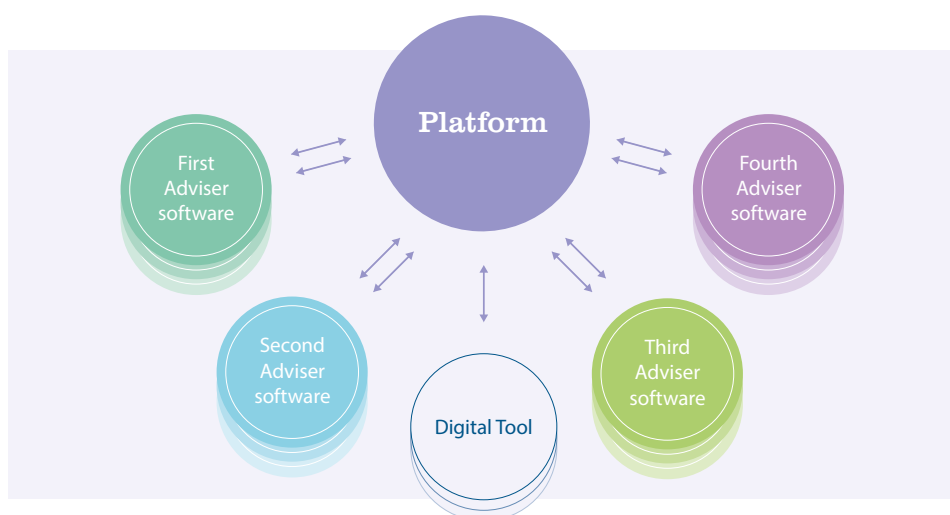 Platform
First
Adviser
software
Fourth
Adviser
software
Second
Adviser
software
Third
Adviser
software
Digital Tool